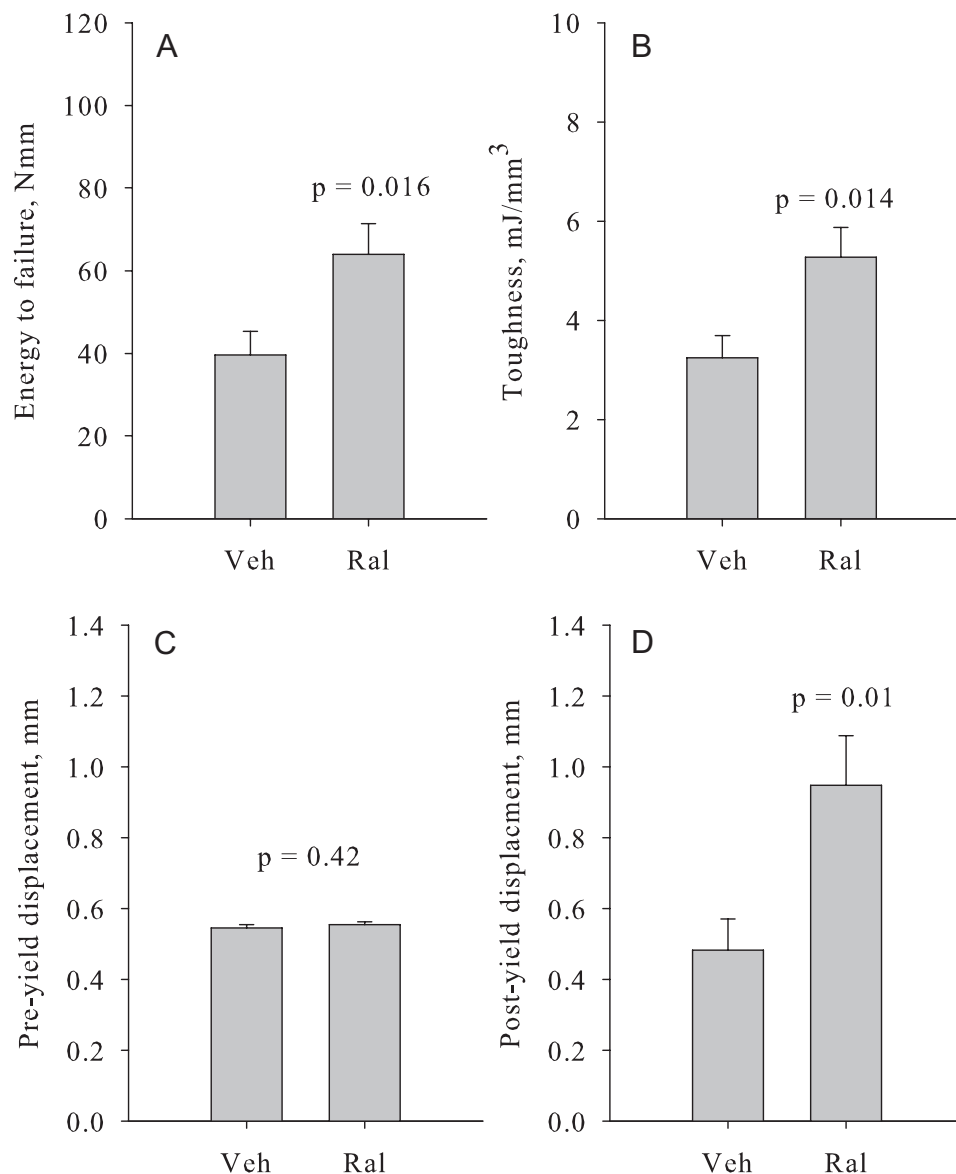 A
Energy to failure, Nmm
120
100
80
60
40
20
0
p = 0.016
Veh Ral
B
Toughness, mJ/mm³
10
8
6
4
2
0
p = 0.014
Veh Ral
C
Pre-yield displacement, mm
1.4
1.2
1.0
0.8
0.6
0.4
0.2
0.0
p = 0.42
Veh Ral
D
Post-yield displacment, mm
1.4
1.2
1.0
0.8
0.6
0.4
0.2
0.0
p = 0.01
Veh Ral